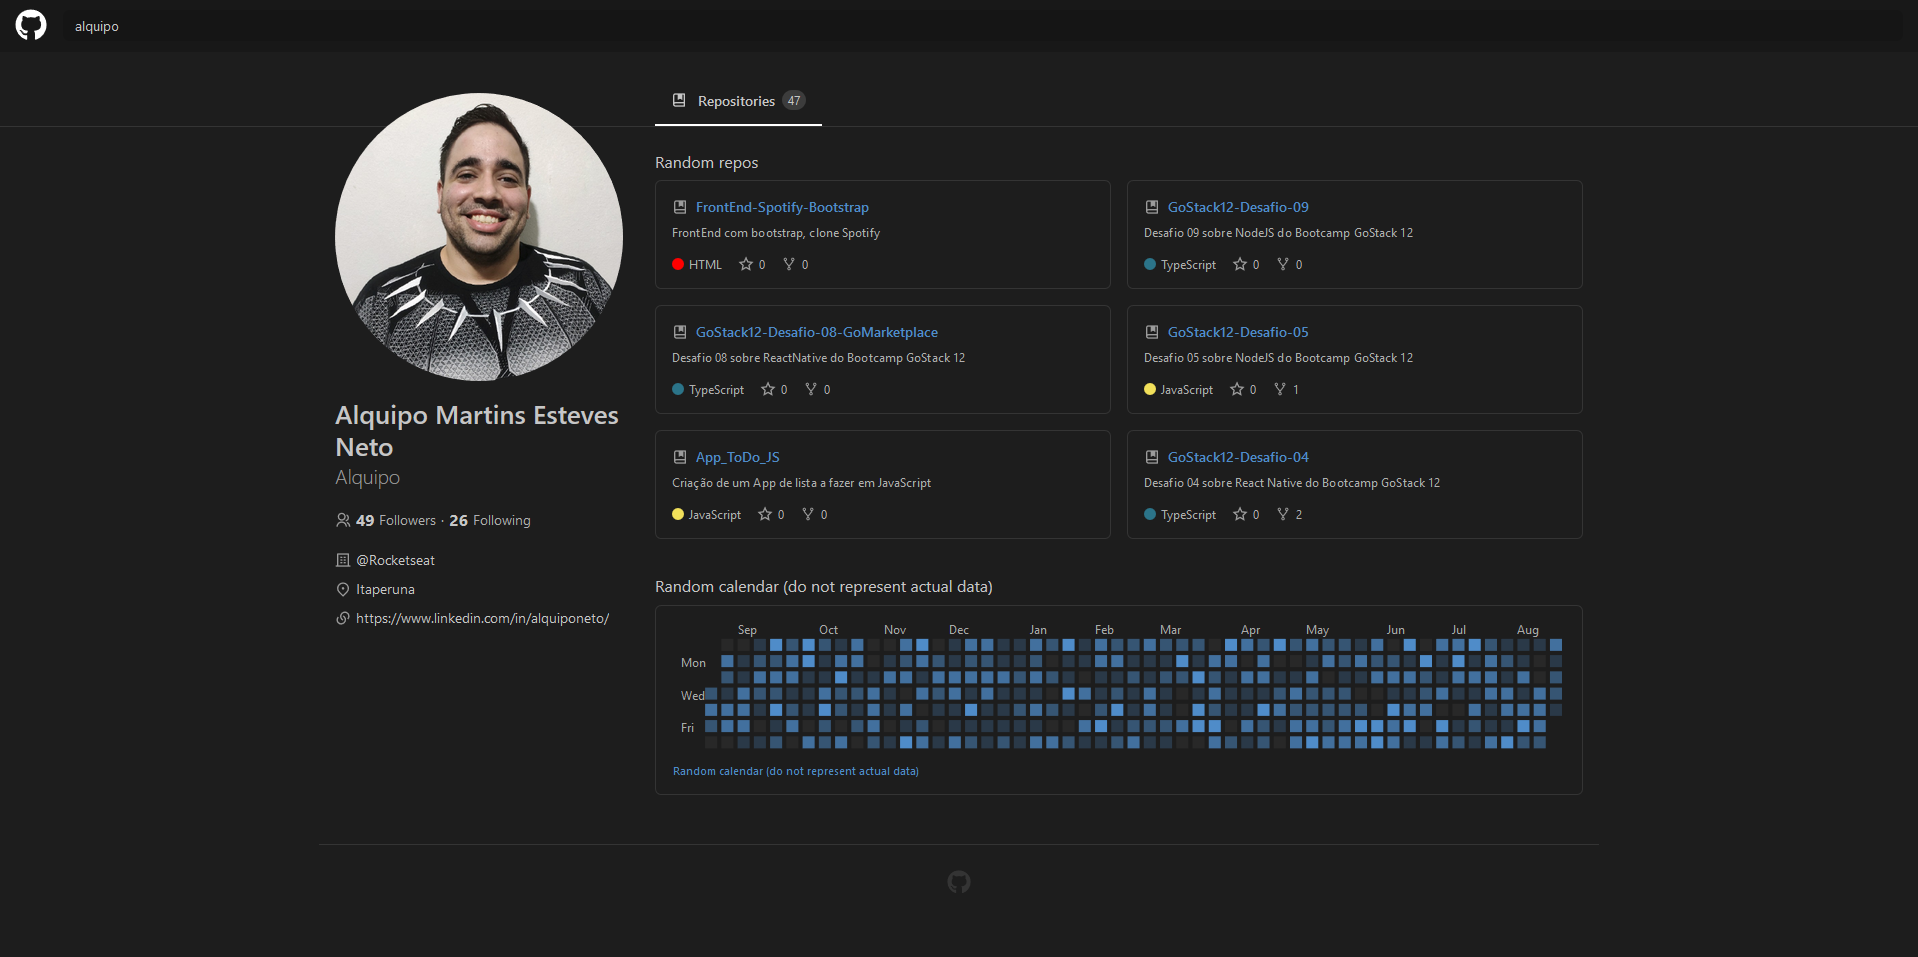 alquipo
Repositories 47
Alquipo Martins Esteves
Neto
Alquipo
49 Followers · 26 Following
@Rocketseat
Itaperuna
https://www.linkedin.com/in/alquiponeto/
Random repos
FrontEnd-Spotify-Bootstrap
FrontEnd com bootstrap, clone Spotify
HTML 0 0
GoStack12-Desafio-09
Desafio 09 sobre NodeJS do Bootcamp GoStack 12
TypeScript 0 0
GoStack12-Desafio-08-GoMarketplace
Desafio 08 sobre ReactNative do Bootcamp GoStack 12
TypeScript 0 0
GoStack12-Desafio-05
Desafio 05 sobre NodeJS do Bootcamp GoStack 12
JavaScript 0 1
App_ToDo_JS
Criação de um App de lista a fazer em JavaScript
JavaScript 0 0
GoStack12-Desafio-04
Desafio 04 sobre React Native do Bootcamp GoStack 12
TypeScript 0 2
Random calendar (do not represent actual data)
Sep Oct Nov Dec Jan Feb Mar Apr May Jun Jul Aug
Mon
Wed
Fri
Random calendar (do not represent actual data)